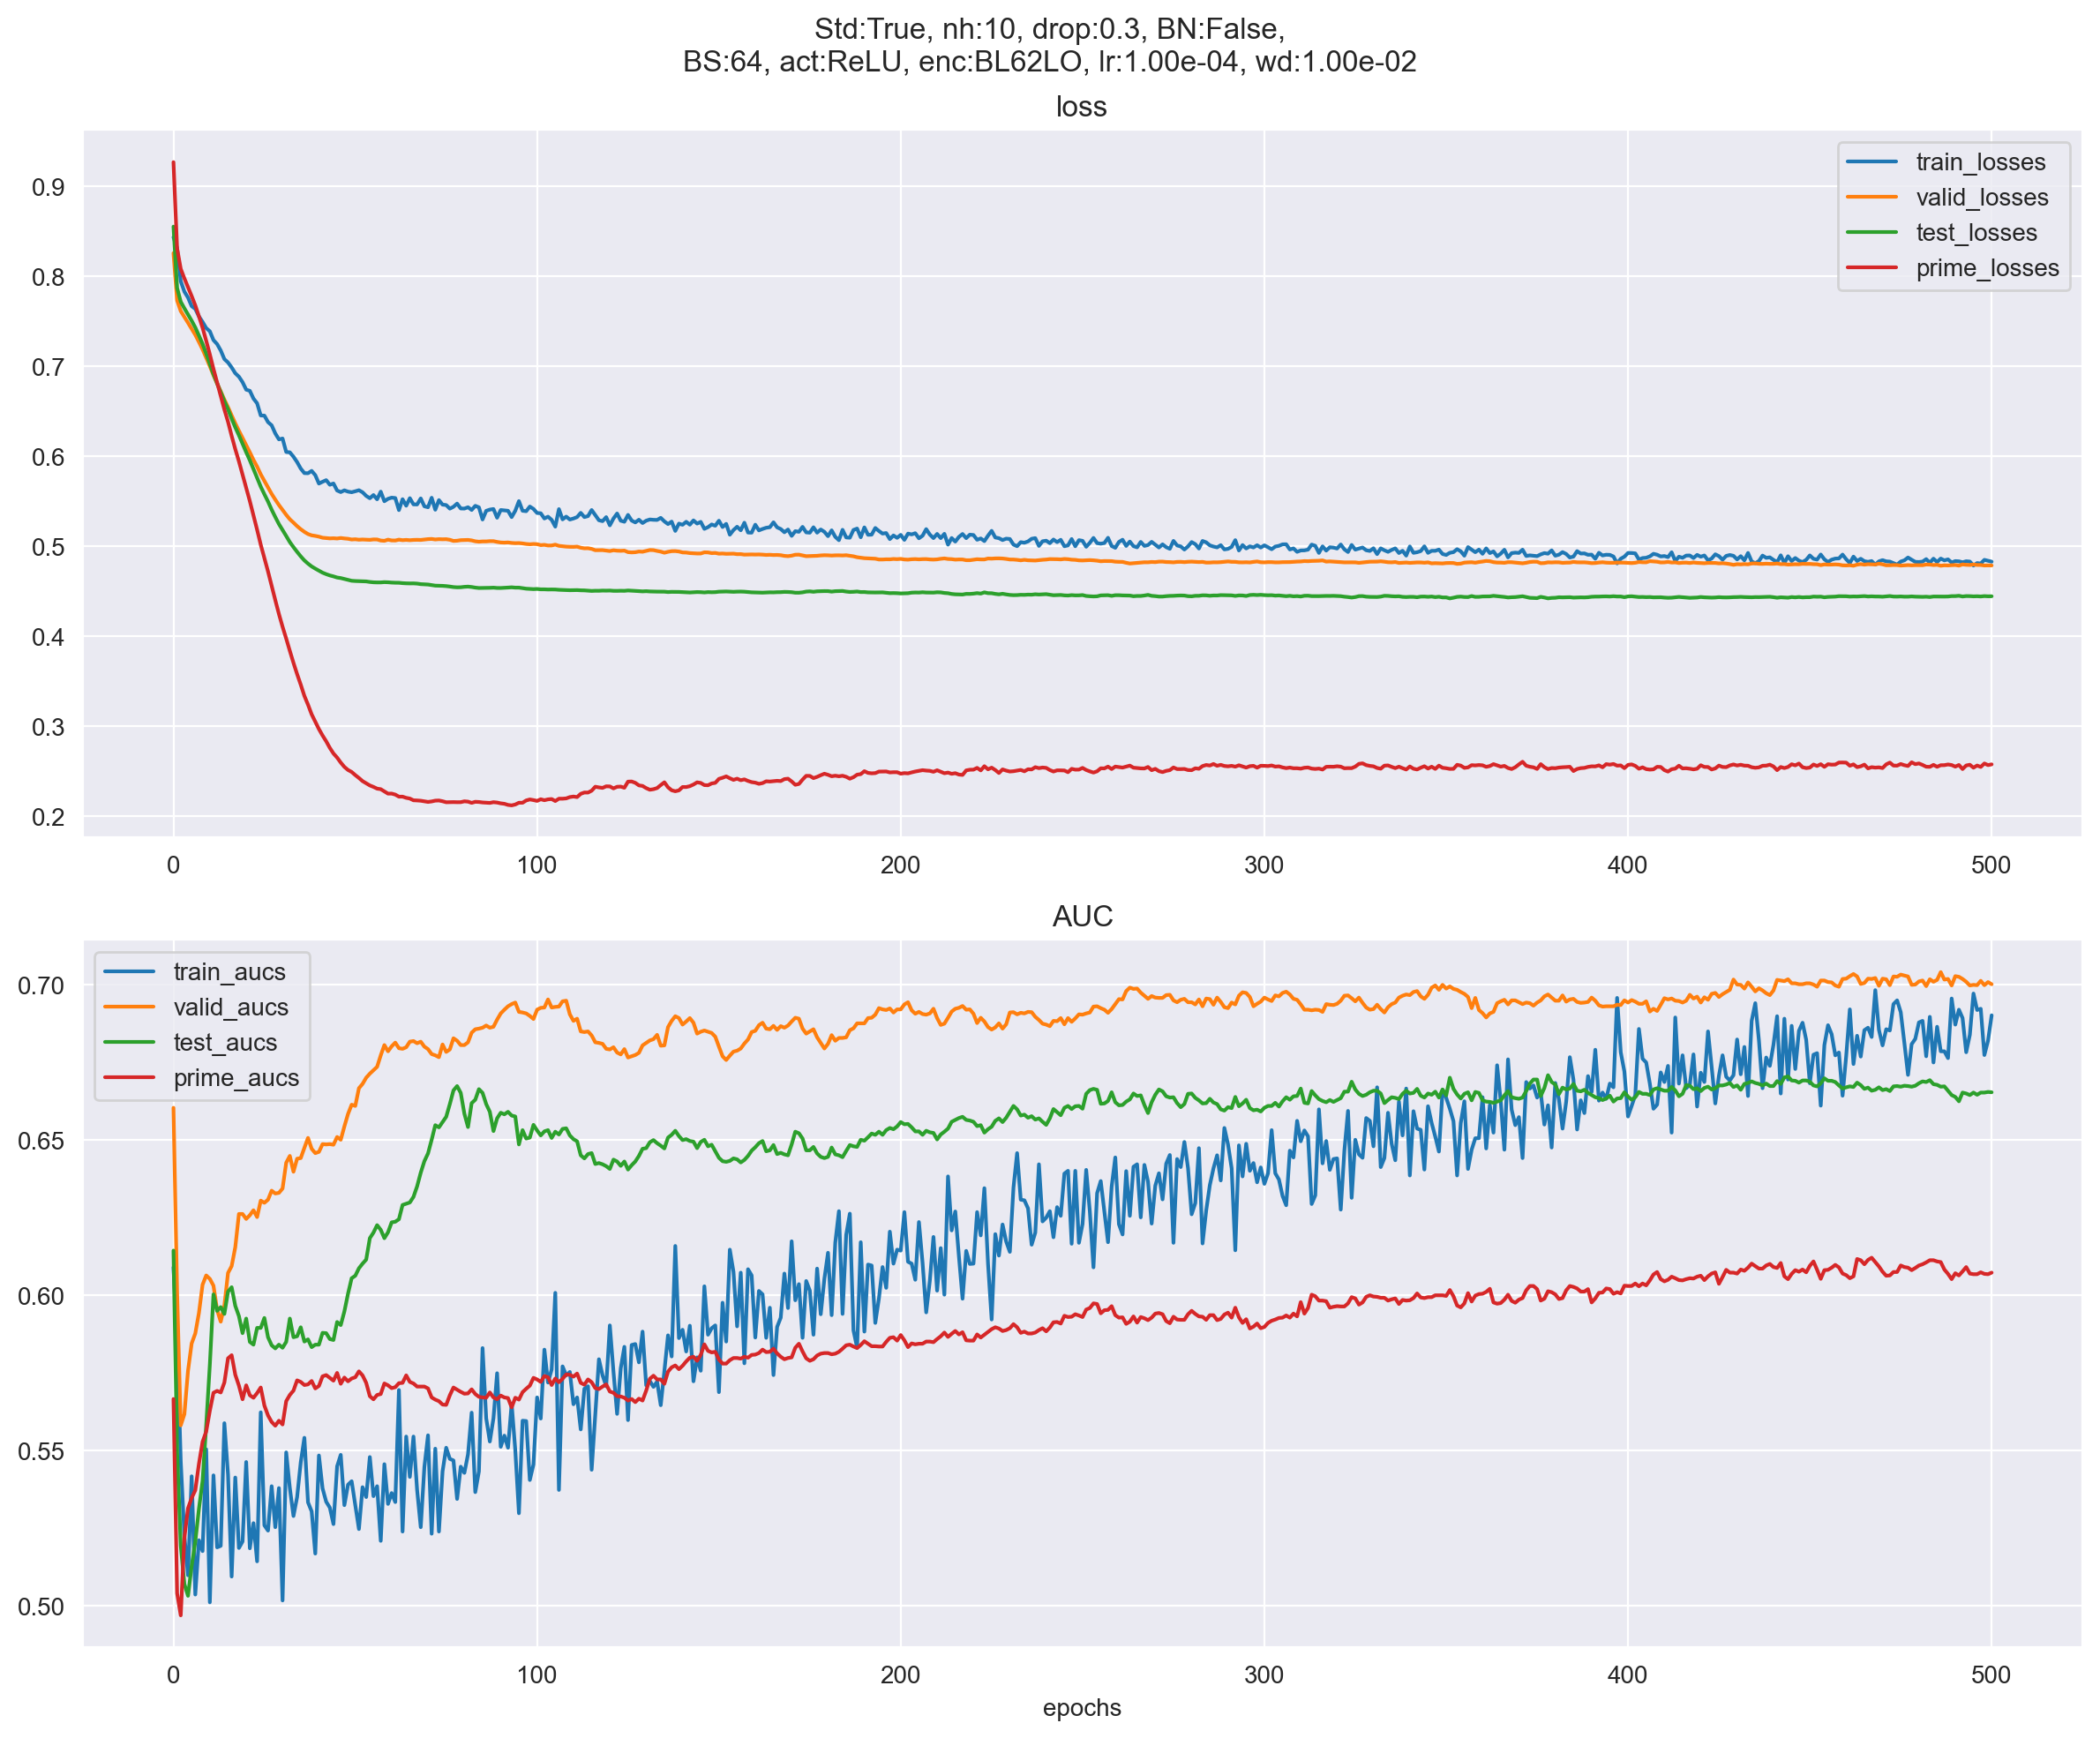 Std:True, nh:10, drop:0.3, BN:False,
BS:64, act:ReLU, enc:BL62LO, lr:1.00e-04, wd:1.00e-02
loss
train_losses
valid_losses
test_losses
prime_losses
0.9
0.8
0.7
0.6
0.5
0.4
0.3
0.2
0 100 200 300 400 500
AUC
train_aucs
valid_aucs
test_aucs
prime_aucs
0.70
0.65
0.60
0.55
0.50
0 100 200 300 400 500
epochs